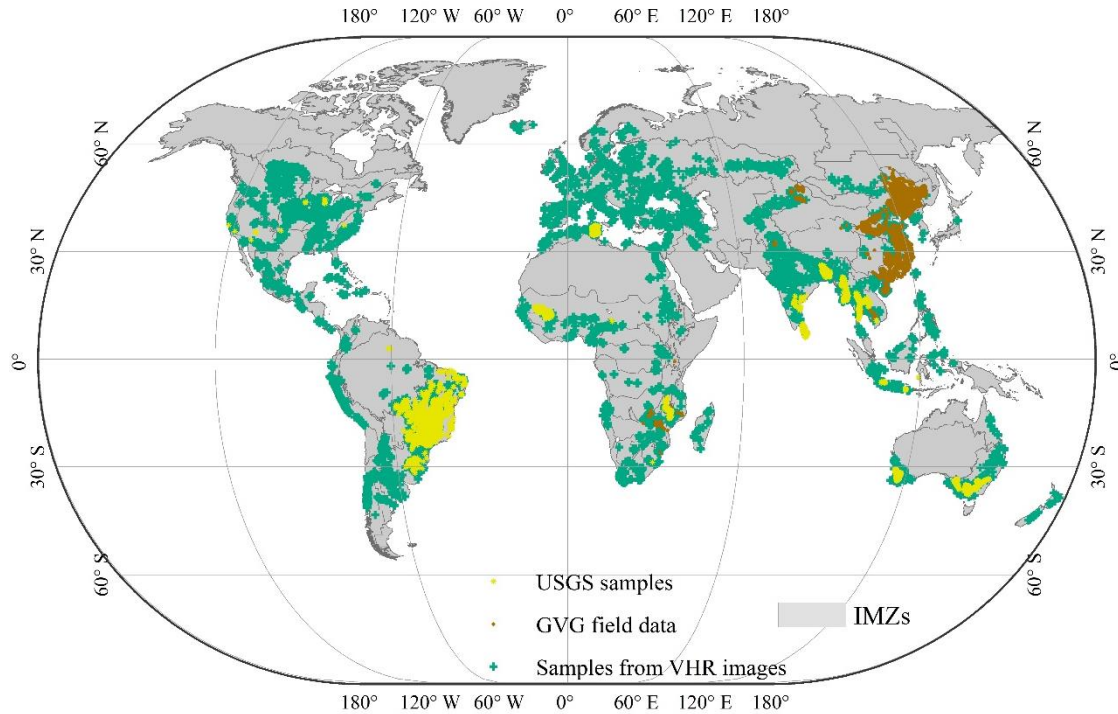 180° 120° W 60° W 0° 60° E 120° E 180°
60° N
60° N
30° N
30° N
0°
0°
30° S
30° S
60° S
60° S
USGS samples
GVG field data
IMZs
Samples from VHR images
180° 120° W 60° W 0° 60° E 120° E 180°